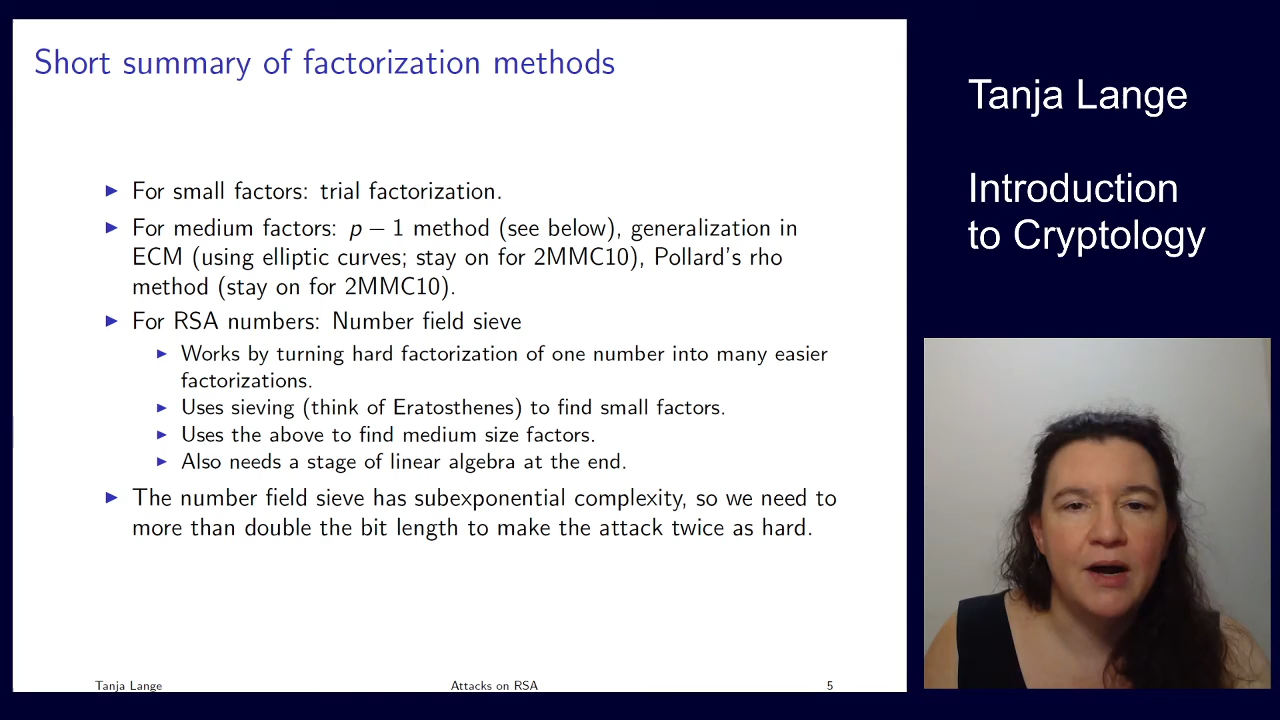 Short summary of factorization methods
▶ For small factors: trial factorization.
▶ For medium factors: p − 1 method (see below), generalization in
ECM (using elliptic curves; stay on for 2MMC10), Pollard's rho
method (stay on for 2MMC10).
▶ For RSA numbers: Number field sieve
▶ Works by turning hard factorization of one number into many easier
factorizations.
▶ Uses sieving (think of Eratosthenes) to find small factors.
▶ Uses the above to find medium size factors.
▶ Also needs a stage of linear algebra at the end.
▶ The number field sieve has subexponential complexity, so we need to
more than double the bit length to make the attack twice as hard.
Tanja Lange
Attacks on RSA
5
Tanja Lange
Introduction
to Cryptology